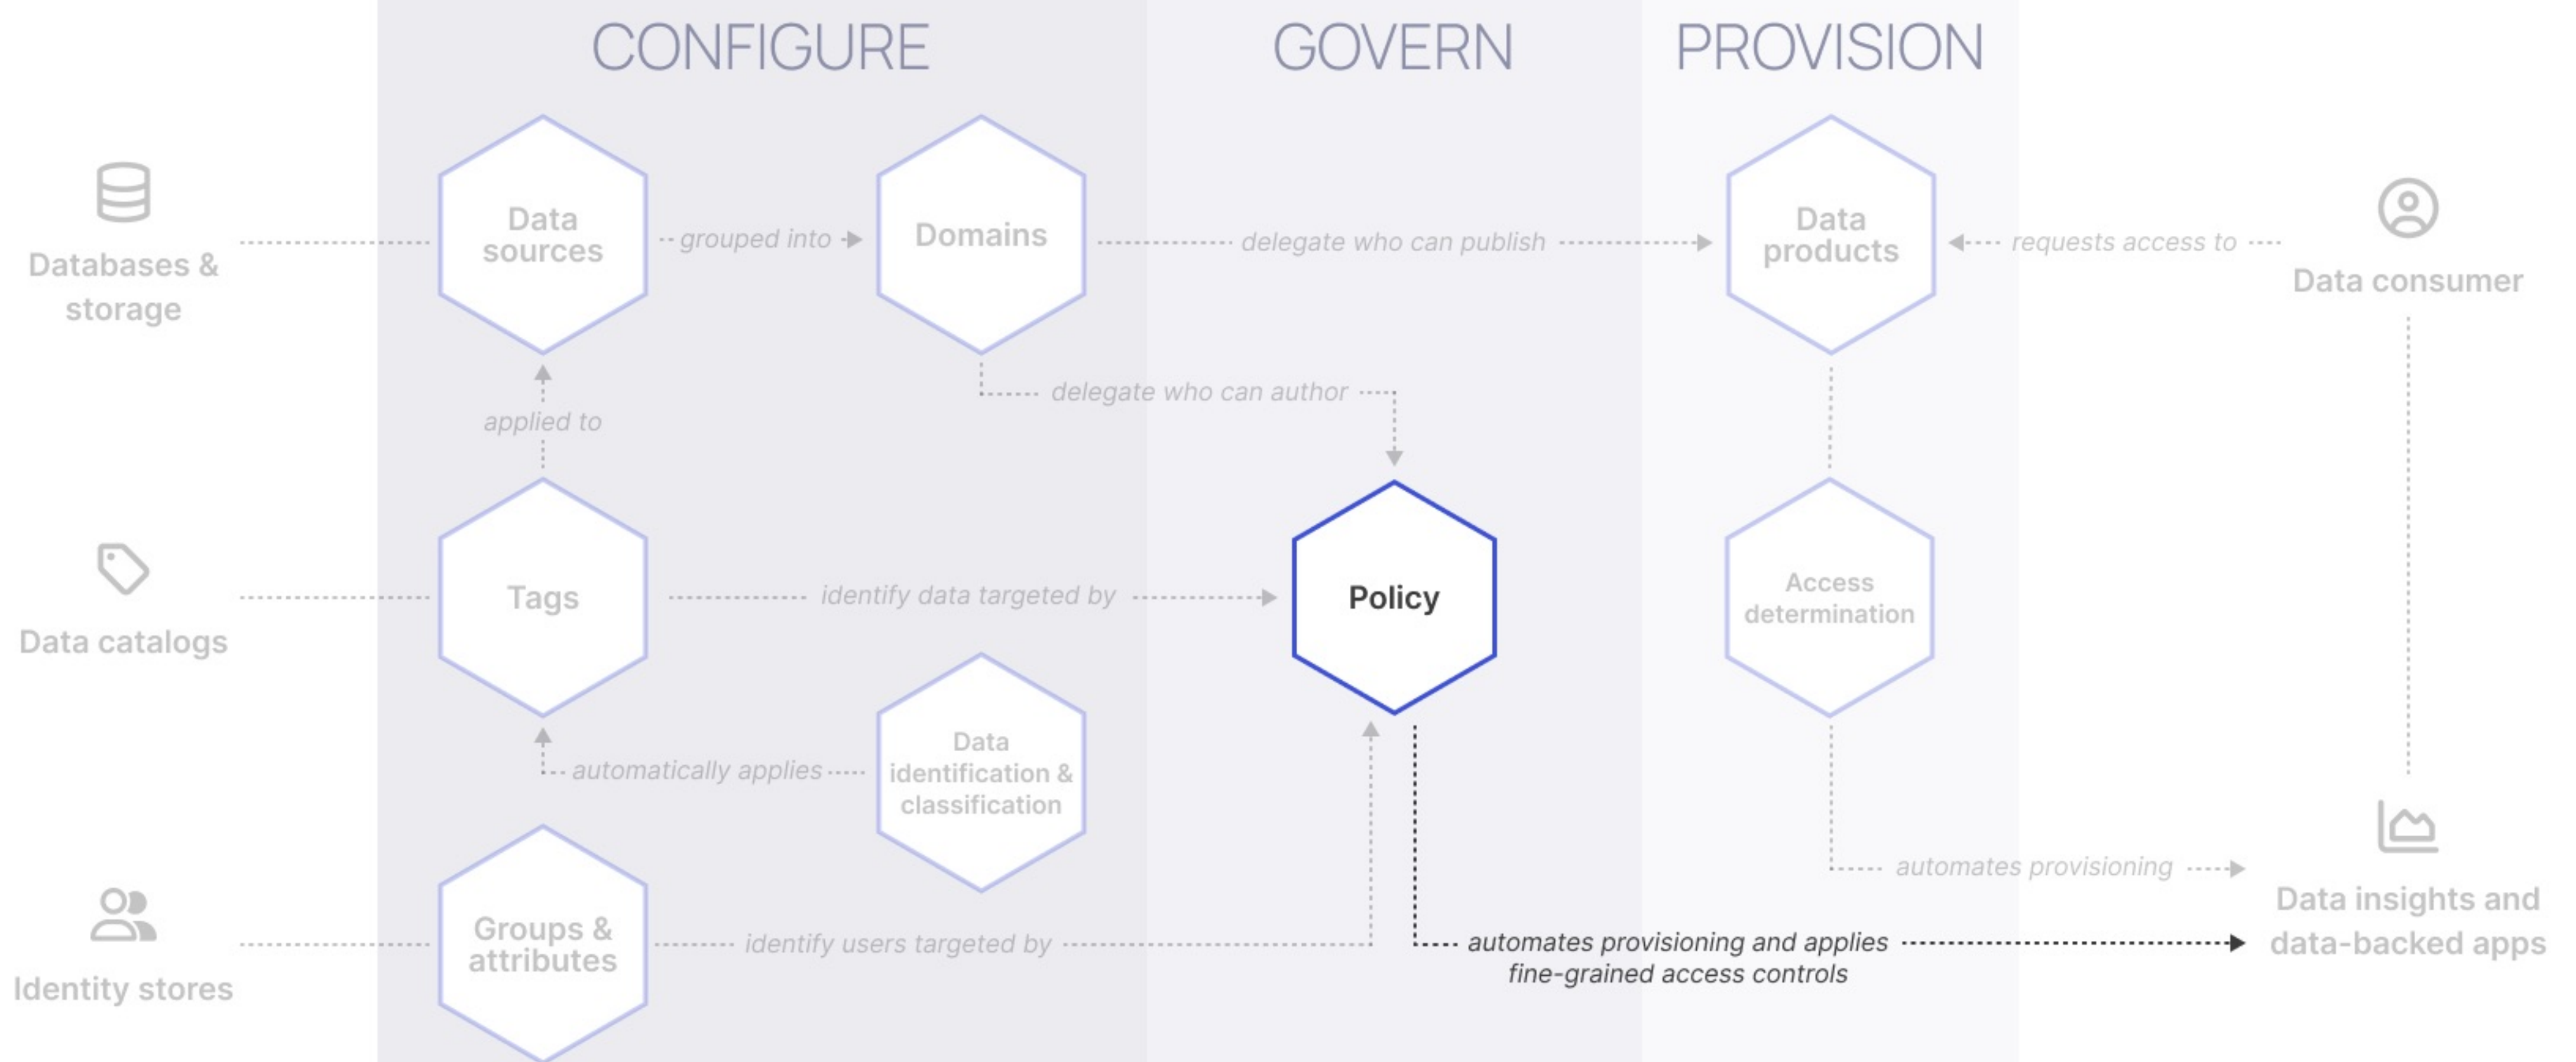 CONFIGURE
GOVERN
PROVISION
Databases &
storage
Data
sources
grouped into
Domains
delegate who can publish
Data
products
requests access to
Data consumer
delegate who can author
applied to
Data catalogs
Tags
identify data targeted by
Policy
Access
determination
automatically applies
Data
identification &
classification
automates provisioning
Data insights and
data-backed apps
Identity stores
Groups &
attributes
identify users targeted by
automates provisioning and applies
fine-grained access controls